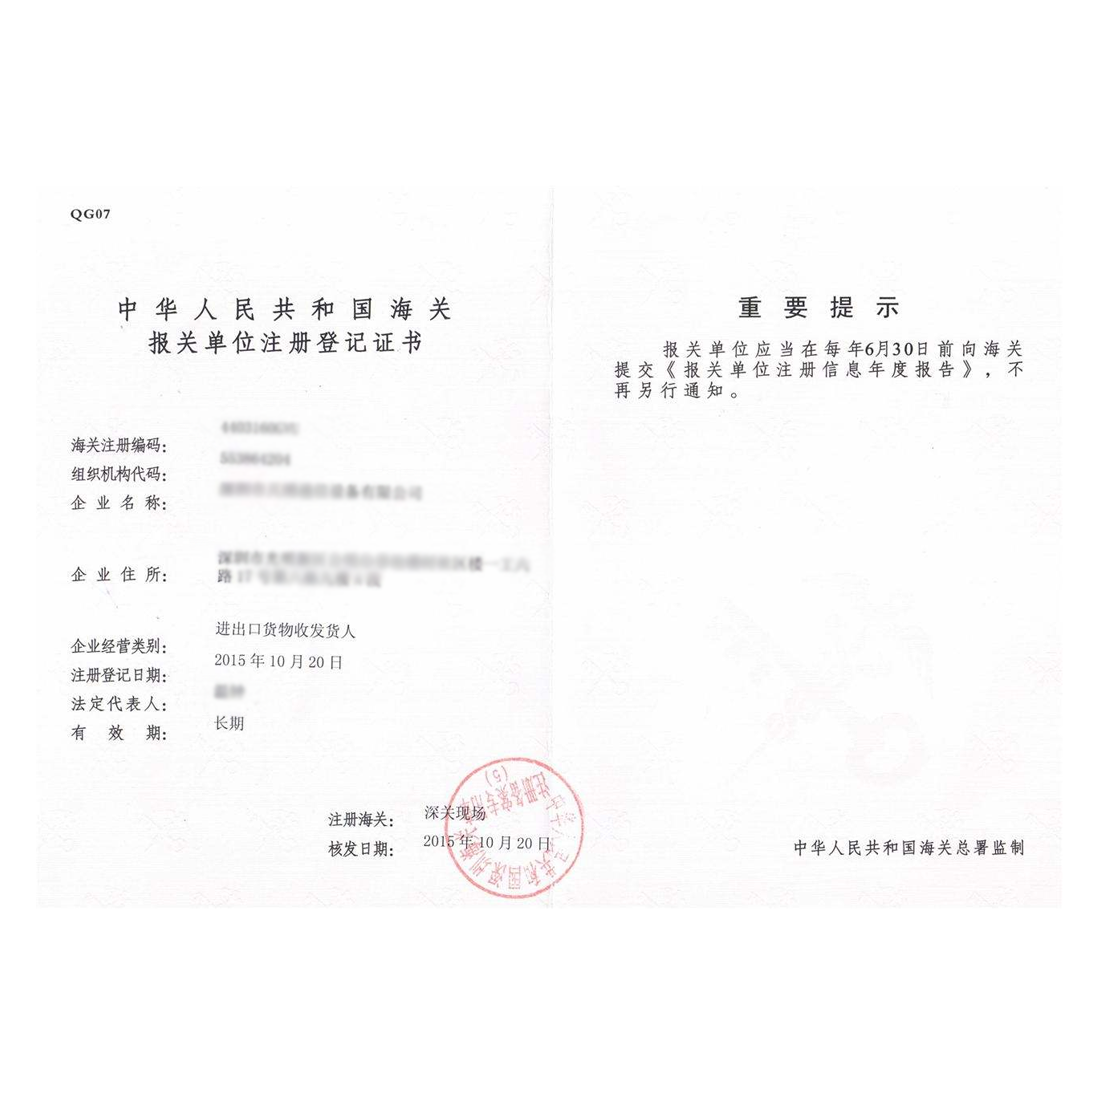 QG07
中华人民共和国海关
报关单位注册登记证书
海关注册编码：
组织机构代码：
企业名称：
企业住所：
企业经营类别： 进出口货物收发货人
注册登记日期： 2015年10月20日
法定代表人：
有效期： 长期
注册海关： 深关现场
核发日期： 2015年10月20日
重要提示
报关单位应当在每年6月30日前向海关
提交《报关单位注册信息年度报告》，不
再另行通知。
中华人民共和国海关总署监制